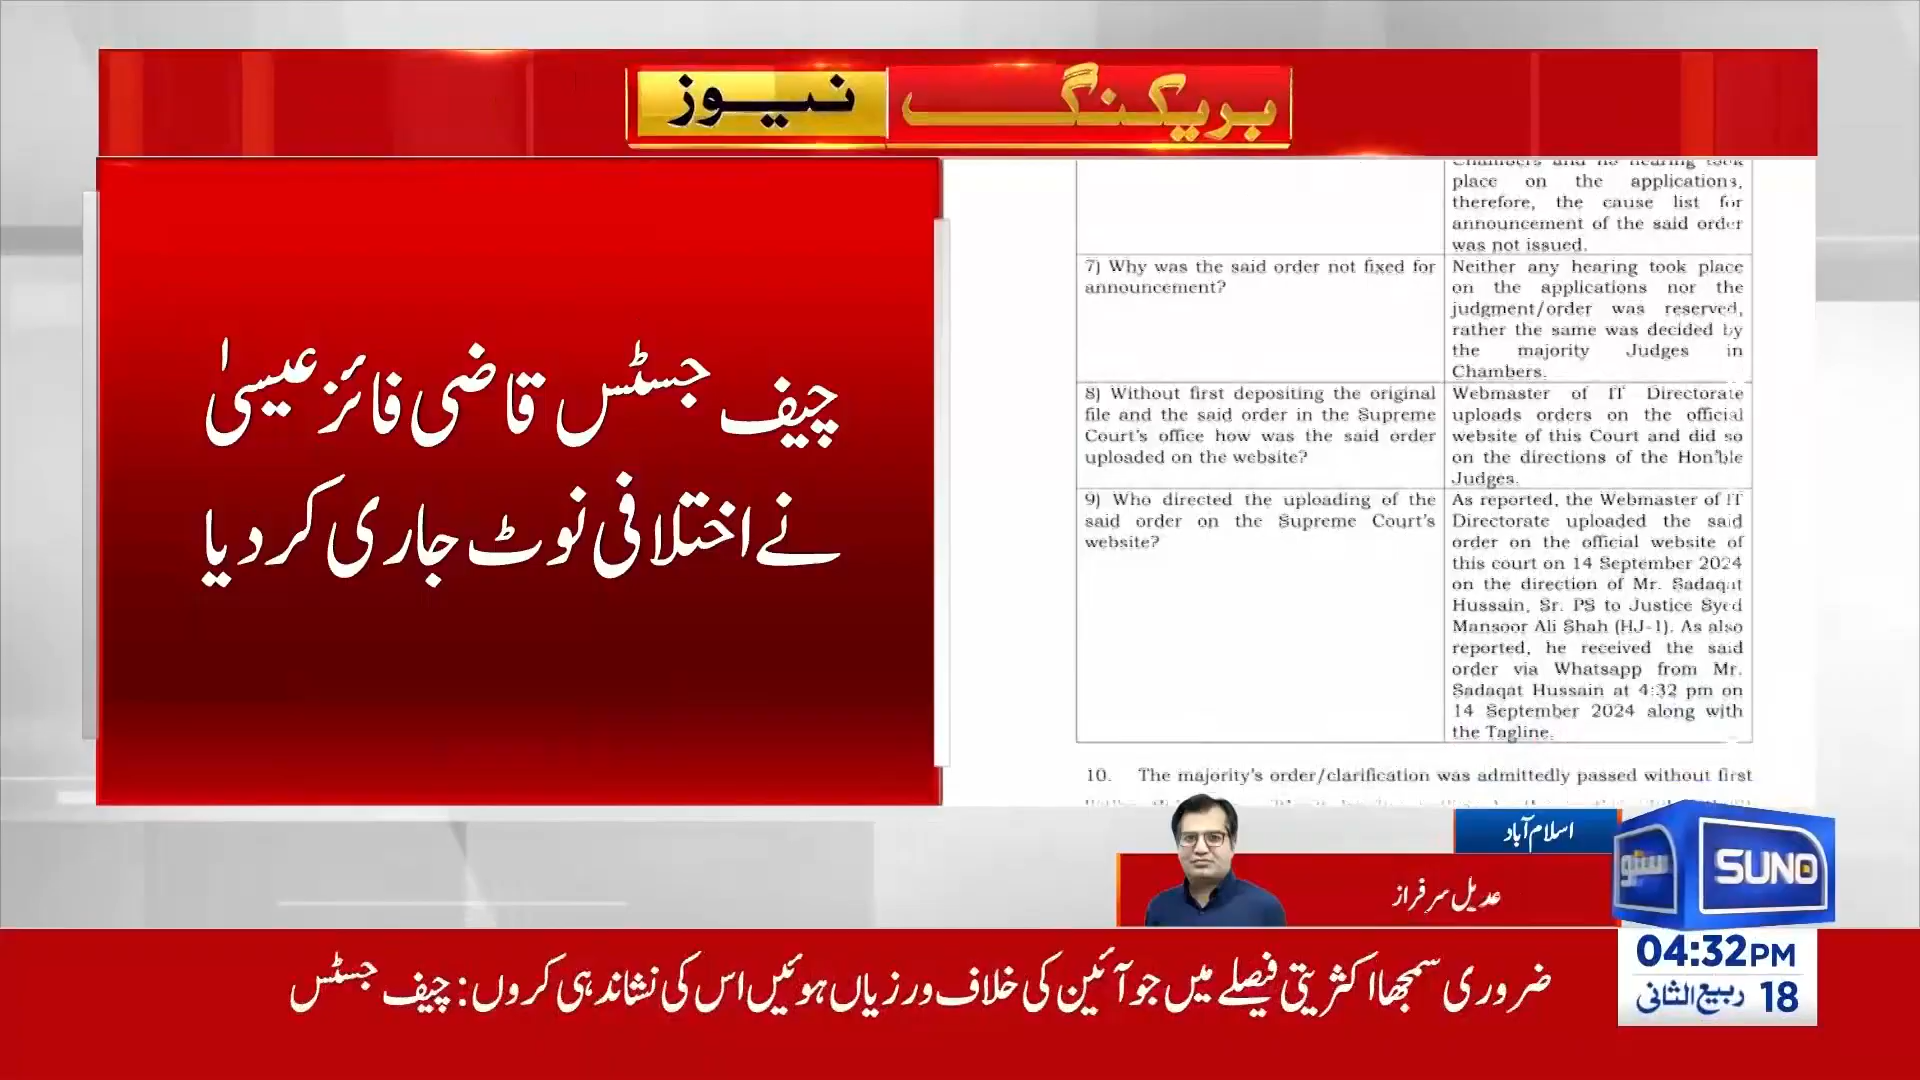 بریکنگ نیوز
چیف جسٹس قاضی فائز عیسیٰ
نے اختلافی نوٹ جاری کر دیا
Chambers and no hearing took
place on the applications,
therefore, the cause list for
announcement of the said order
was not issued.
7) Why was the said order not fixed for
announcement?
Neither any hearing took place
on the applications nor the
judgment/order was reserved,
rather the same was decided by
the majority Judges in
Chambers.
8) Without first depositing the original
file and the said order in the Supreme
Court's office how was the said order
uploaded on the website?
Webmaster of IT Directorate
uploads orders on the official
website of this Court and did so
on the directions of the Hon'ble
Judges.
9) Who directed the uploading of the
said order on the Supreme Court's
website?
As reported, the Webmaster of IT
Directorate uploaded the said
order on the official website of
this court on 14 September 2024
on the direction of Mr. Sadaqat
Hussain, Sr. PS to Justice Syed
Mansoor Ali Shah (HJ-1). As also
reported, he received the said
order via Whatsapp from Mr.
Sadaqat Hussain at 4:32 pm on
14 September 2024 along with
the Tagline.
10. The majority's order/clarification was admittedly passed without first
اسلام آباد
عدیل سرفراز
سنو
SUNO
04:32PM
18 ربیع الثانی
ضروری سمجھا اکثریتی فیصلے میں جو آئین کی خلاف ورزیاں ہوئیں اس کی نشاندہی کروں: چیف جسٹس